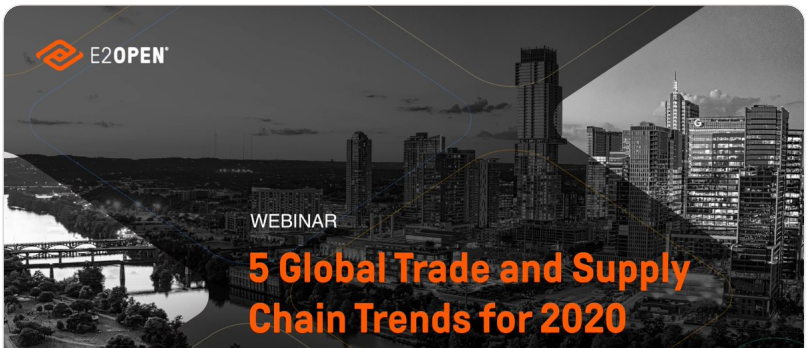 E2OPEN
WEBINAR
5 Global Trade and Supply
Chain Trends for 2020
G